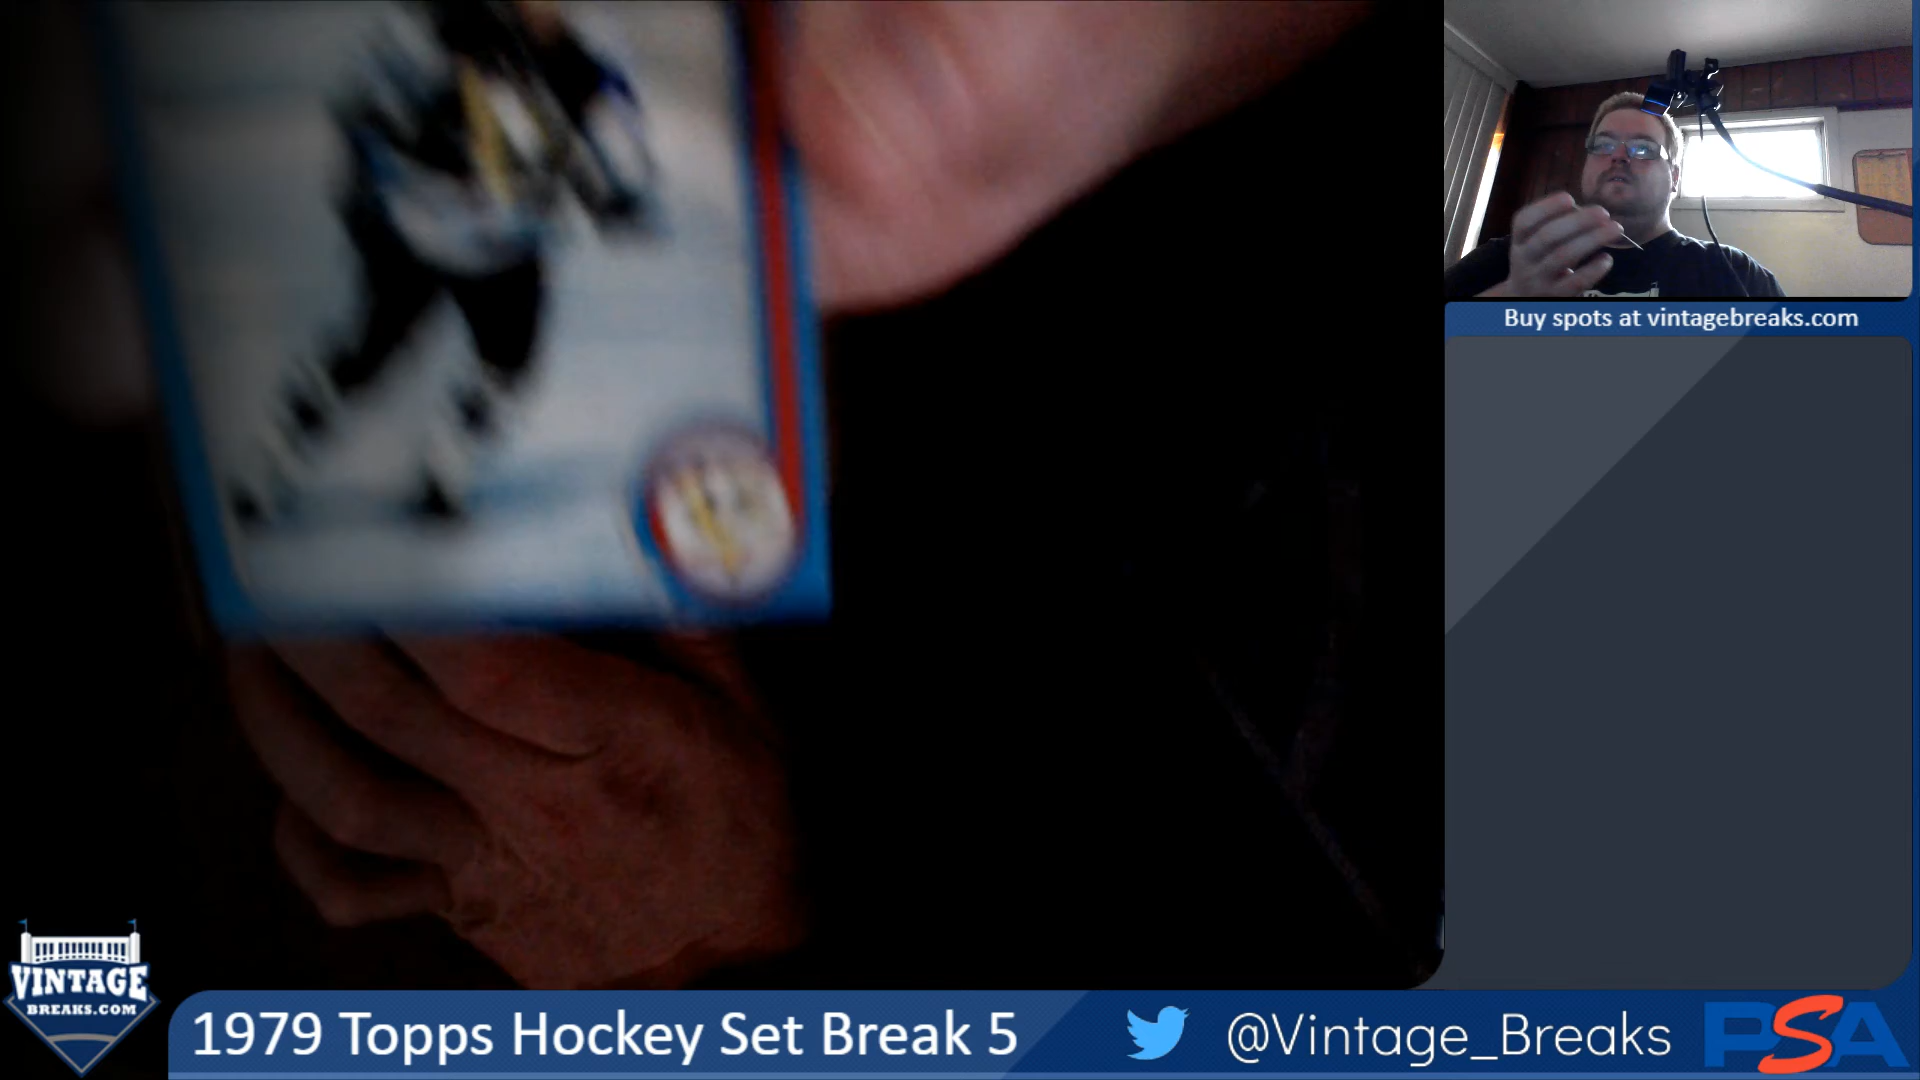 Buy spots at vintagebreaks.com
VINTAGE
BREAKS.COM
1979 Topps Hockey Set Break 5
@Vintage_Breaks
PSA